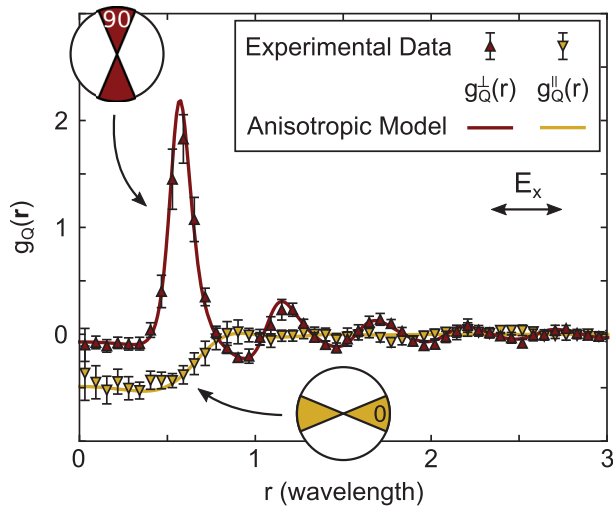 90
Experimental Data
g⊥Q(r) g||Q(r)
Anisotropic Model
Ex
gQ(r)
2
1
0
0
0 1 2 3
r (wavelength)